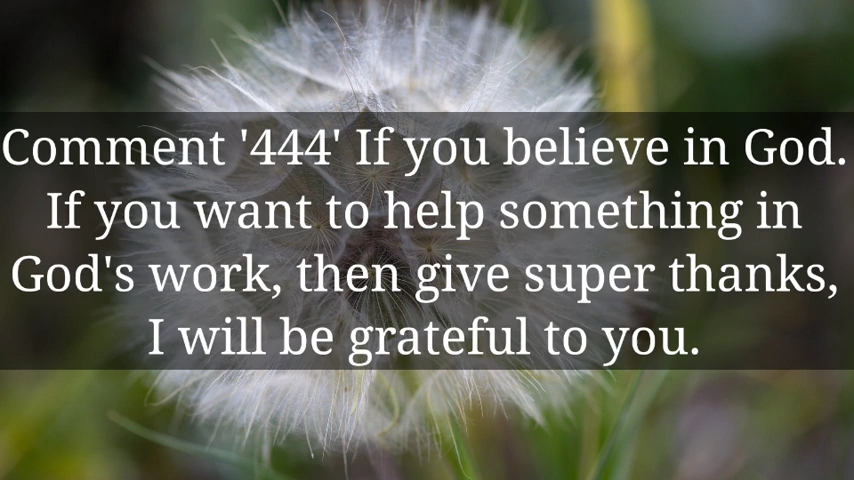 Comment '444' If you believe in God.
If you want to help something in
God's work, then give super thanks,
I will be grateful to you.